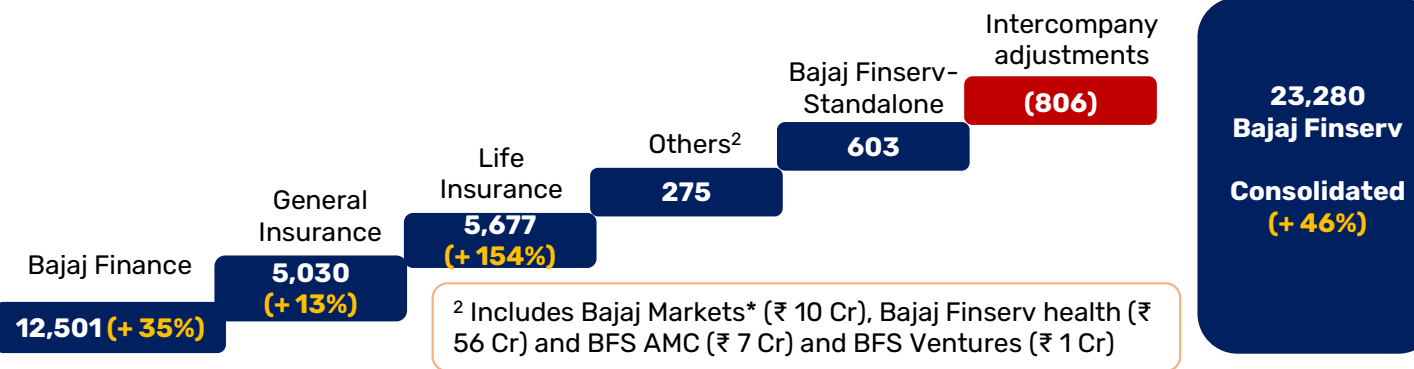 Bajaj Finance
12,501 (+ 35%)
General
Insurance
5,030
(+ 13%)
Life
Insurance
5,677
(+ 154%)
Others²
275
Bajaj Finserv-
Standalone
603
Intercompany
adjustments
(806)
23,280
Bajaj Finserv
Consolidated
(+ 46%)
² Includes Bajaj Markets* (₹ 10 Cr), Bajaj Finserv health (₹
56 Cr) and BFS AMC (₹ 7 Cr) and BFS Ventures (₹ 1 Cr)